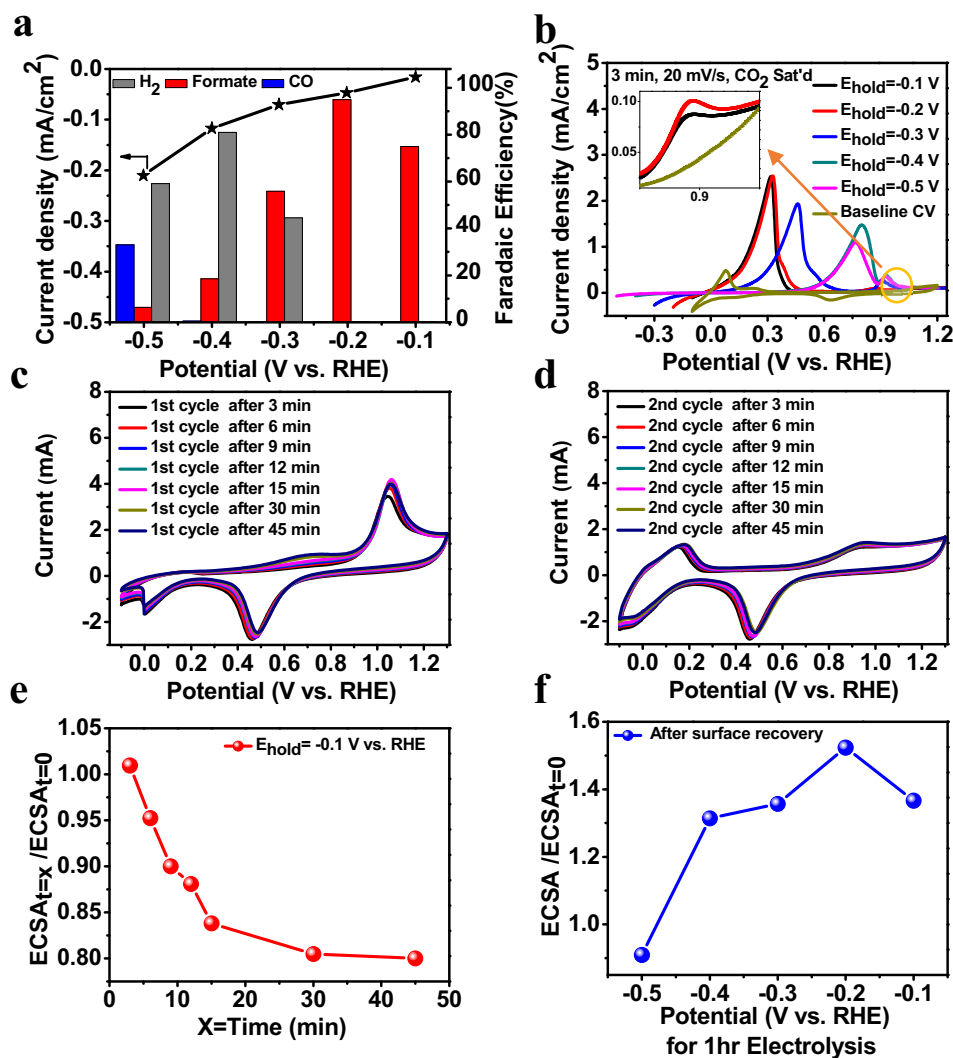 a
Current density (mA/cm²)
0.0
-0.1
-0.2
-0.3
-0.4
-0.5
H₂ Formate CO
100
80
60
40
20
0
Faradaic Efficiency(%)
-0.5 -0.4 -0.3 -0.2 -0.1
Potential (V vs. RHE)
b
Current density (mA/cm²)
5
4
3
2
1
0
3 min, 20 mV/s, CO₂ Sat'd
0.10
0.05
0.9
E_hold=-0.1 V
E_hold=-0.2 V
E_hold=-0.3 V
E_hold=-0.4 V
E_hold=-0.5 V
Baseline CV
-0.3 0.0 0.3 0.6 0.9 1.2
Potential (V vs. RHE)
c
Current (mA)
8
6
4
2
0
-2
1st cycle after 3 min
1st cycle after 6 min
1st cycle after 9 min
1st cycle after 12 min
1st cycle after 15 min
1st cycle after 30 min
1st cycle after 45 min
0.0 0.2 0.4 0.6 0.8 1.0 1.2
Potential (V vs. RHE)
d
Current (mA)
8
6
4
2
0
-2
2nd cycle after 3 min
2nd cycle after 6 min
2nd cycle after 9 min
2nd cycle after 12 min
2nd cycle after 15 min
2nd cycle after 30 min
2nd cycle after 45 min
0.0 0.2 0.4 0.6 0.8 1.0 1.2
Potential (V vs. RHE)
e
ECSA_t=x /ECSA_t=0
1.05
1.00
0.95
0.90
0.85
0.80
E_hold= -0.1 V vs. RHE
0 10 20 30 40 50
X=Time (min)
f
ECSA /ECSA_t=0
1.6
1.4
1.2
1.0
0.8
After surface recovery
-0.5 -0.4 -0.3 -0.2 -0.1
Potential (V vs. RHE)
for 1hr Electrolysis